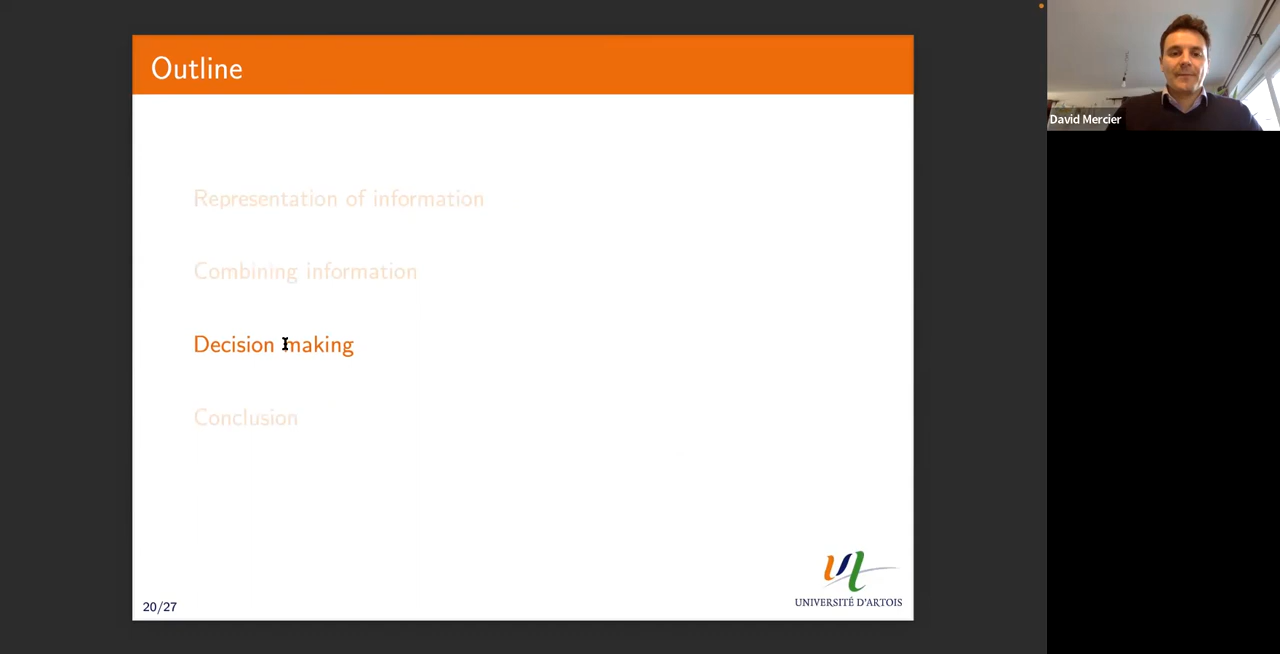 Outline
David Mercier
Representation of information
Combining information
Decision making
Conclusion
UNIVERSITÉ D'ARTOIS
20/27